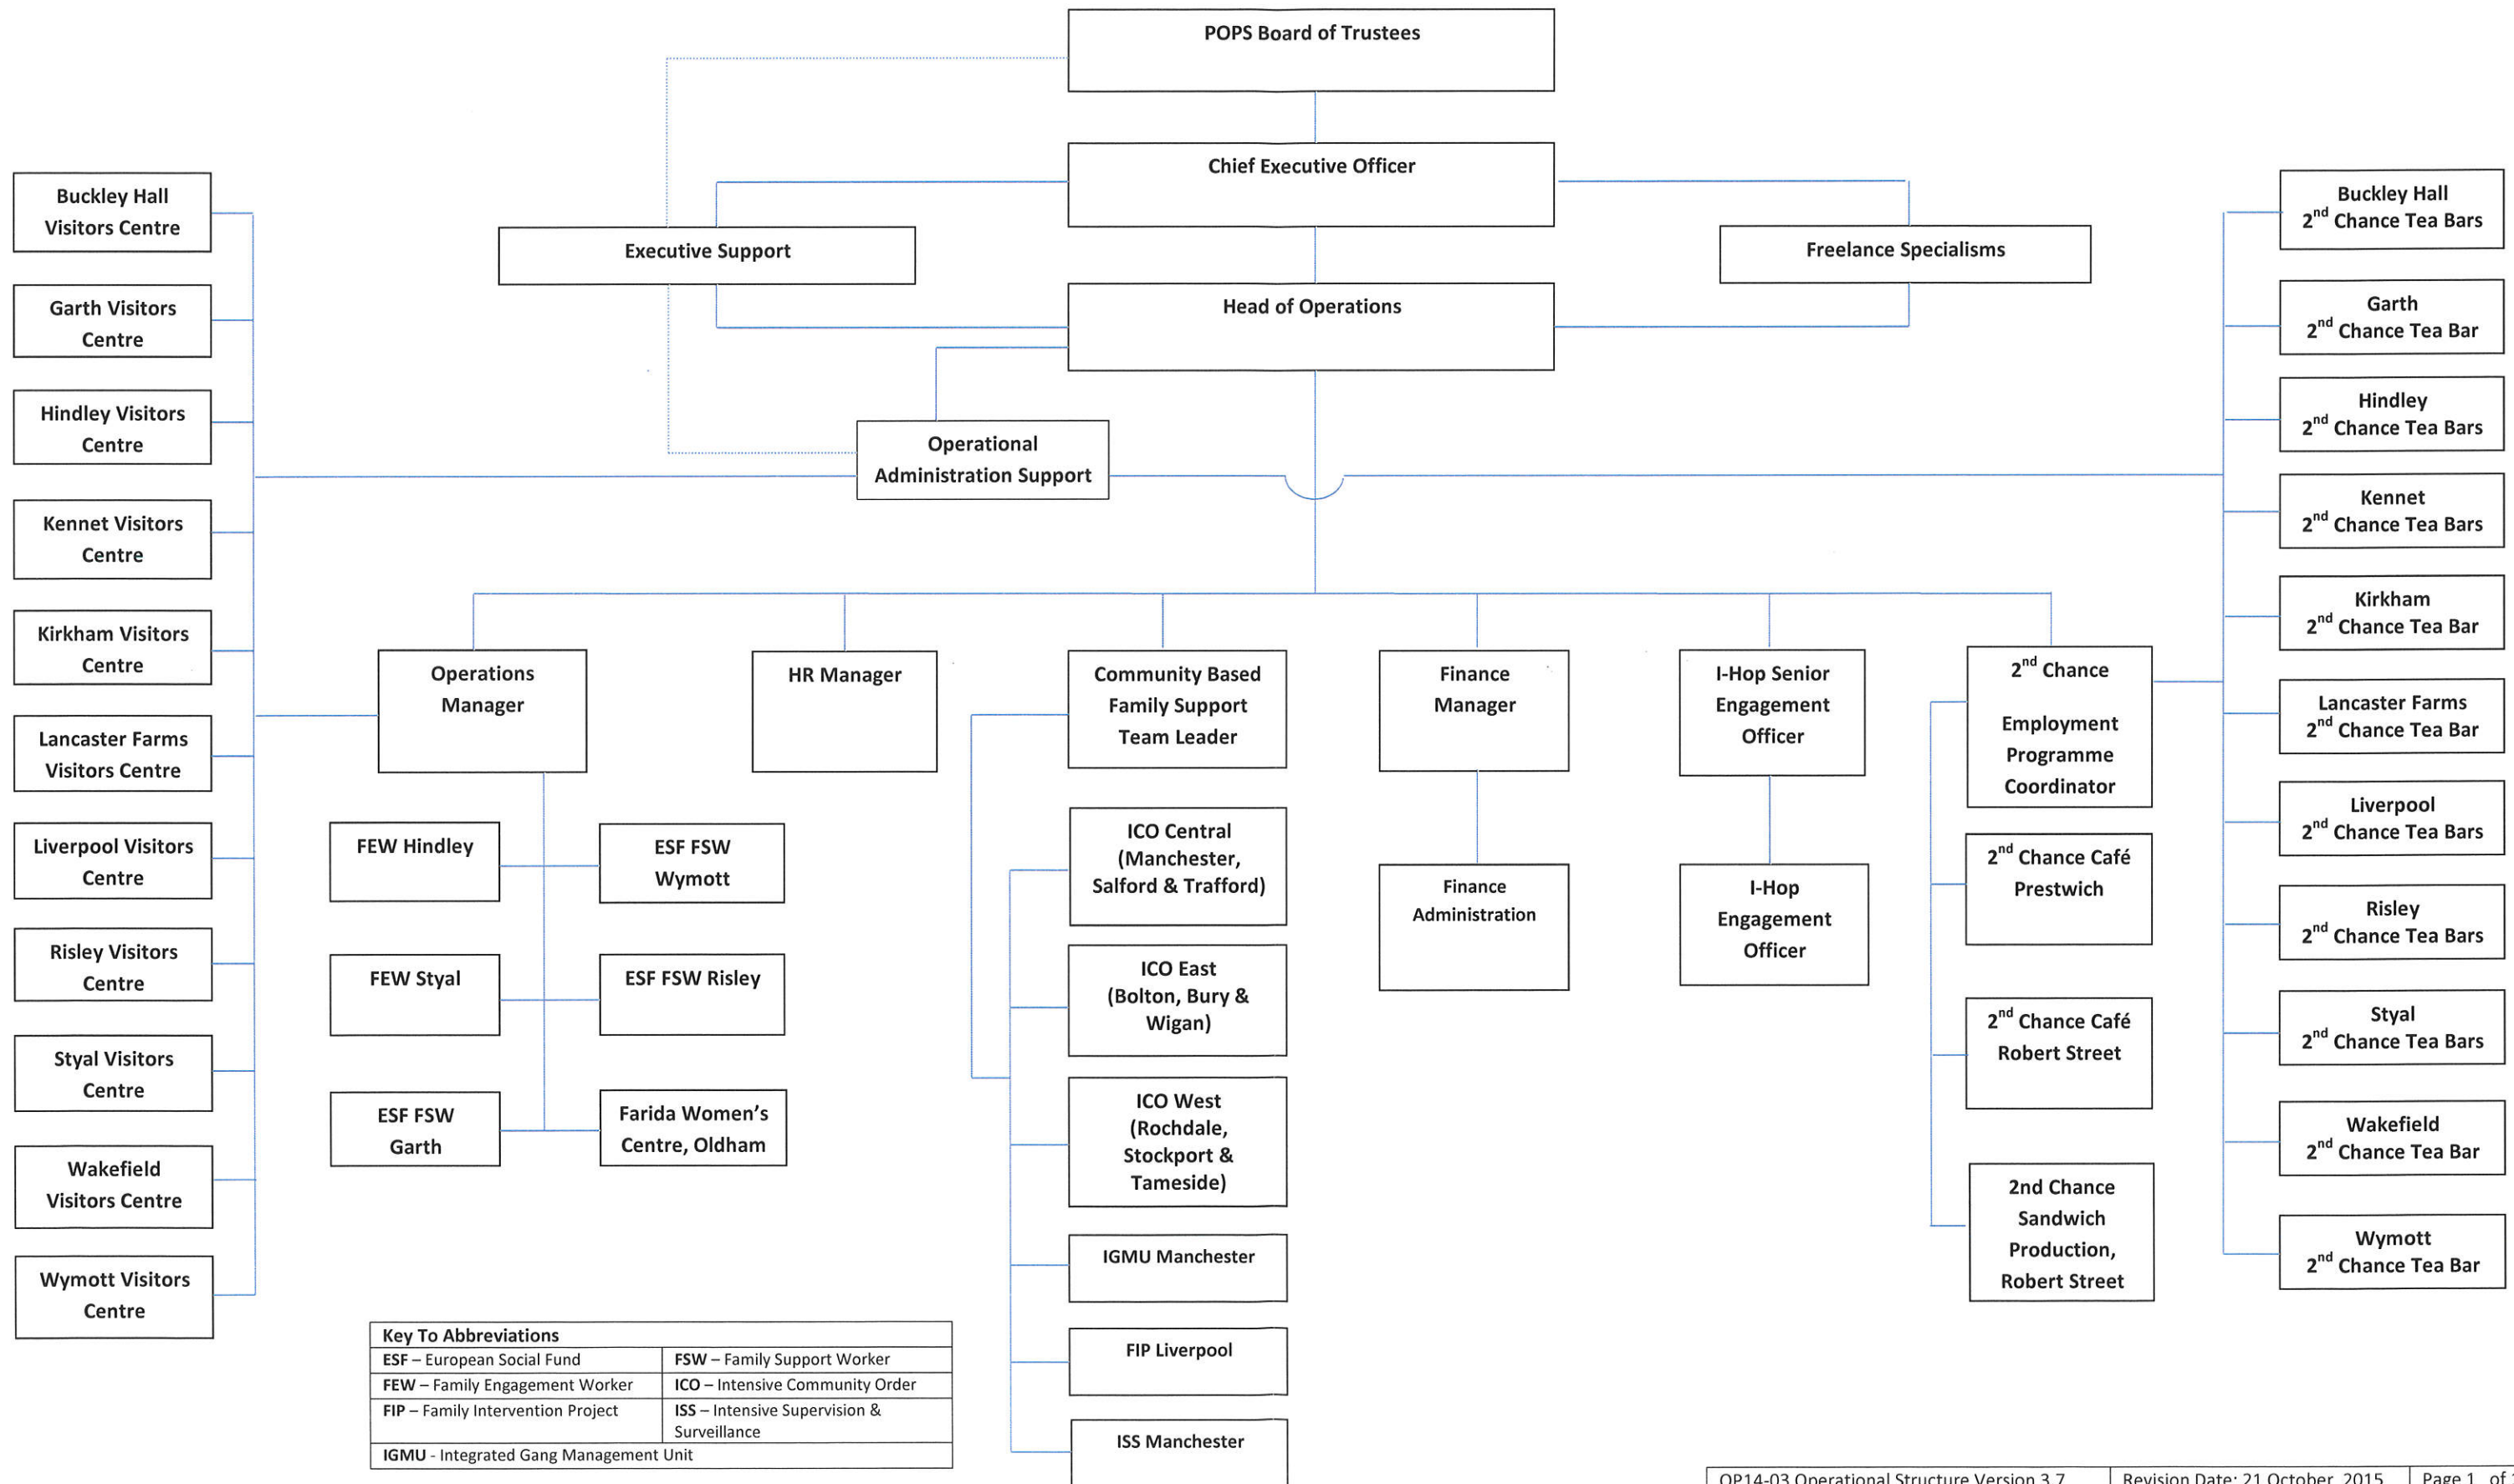 POPS Board of Trustees
Chief Executive Officer
Executive Support
Freelance Specialisms
Head of Operations
Operational
Administration Support
Buckley Hall
Visitors Centre
Garth Visitors
Centre
Hindley Visitors
Centre
Kennet Visitors
Centre
Kirkham Visitors
Centre
Lancaster Farms
Visitors Centre
Liverpool Visitors
Centre
Risley Visitors
Centre
Styal Visitors
Centre
Wakefield
Visitors Centre
Wymott Visitors
Centre
Operations
Manager
FEW Hindley
ESF FSW
Wymott
FEW Styal
ESF FSW Risley
ESF FSW
Garth
Farida Women’s
Centre, Oldham
HR Manager
Community Based
Family Support
Team Leader
ICO Central
(Manchester,
Salford & Trafford)
ICO East
(Bolton, Bury &
Wigan)
ICO West
(Rochdale,
Stockport &
Tameside)
IGMU Manchester
FIP Liverpool
ISS Manchester
Finance
Manager
Finance
Administration
I-Hop Senior
Engagement
Officer
I-Hop
Engagement
Officer
2nd Chance
Employment
Programme
Coordinator
2nd Chance Café
Prestwich
2nd Chance Café
Robert Street
2nd Chance
Sandwich
Production,
Robert Street
Buckley Hall
2nd Chance Tea Bars
Garth
2nd Chance Tea Bar
Hindley
2nd Chance Tea Bars
Kennet
2nd Chance Tea Bars
Kirkham
2nd Chance Tea Bar
Lancaster Farms
2nd Chance Tea Bar
Liverpool
2nd Chance Tea Bars
Risley
2nd Chance Tea Bars
Styal
2nd Chance Tea Bars
Wakefield
2nd Chance Tea Bar
Wymott
2nd Chance Tea Bar
Key To Abbreviations
ESF – European Social Fund
FSW – Family Support Worker
FEW – Family Engagement Worker
ICO – Intensive Community Order
FIP – Family Intervention Project
ISS – Intensive Supervision &
Surveillance
IGMU - Integrated Gang Management Unit
OP14-03 Operational Structure Version 3.7
Revision Date: 21 October 2015
Page 1 of